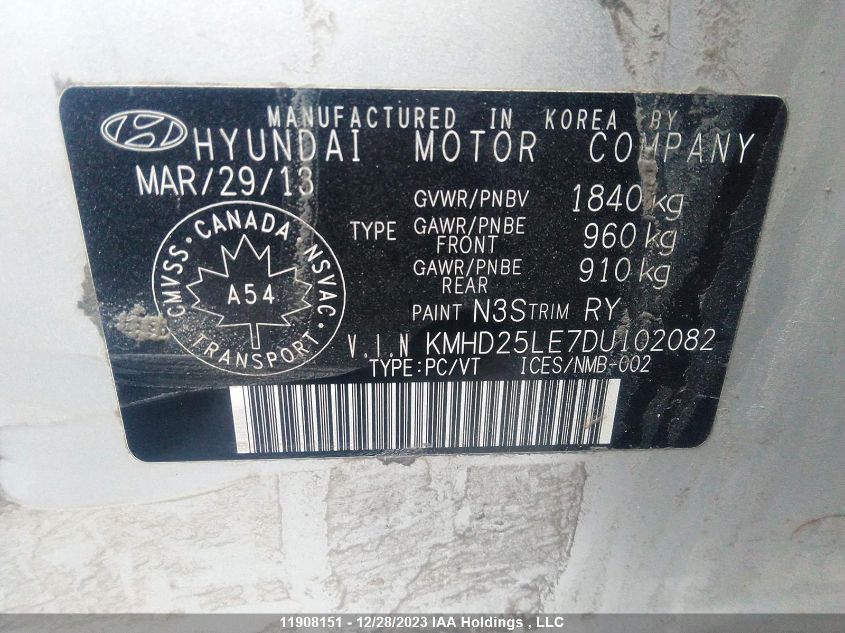 MANUFACTURED IN KOREA BY
HYUNDAI MOTOR COMPANY
MAR/29/13
GVWR/PNBV 1840 kg
TYPE GAWR/PNBE FRONT 960 kg
GAWR/PNBE REAR 910 kg
CMVSS · CANADA · NSVAC
A54
TRANSPORT
PAINT N3S TRIM RY
V.I.N KMHD25LE7DU102082
TYPE:PC/VT ICES/NMB-002
11908151 - 12/28/2023 IAA Holdings , LLC